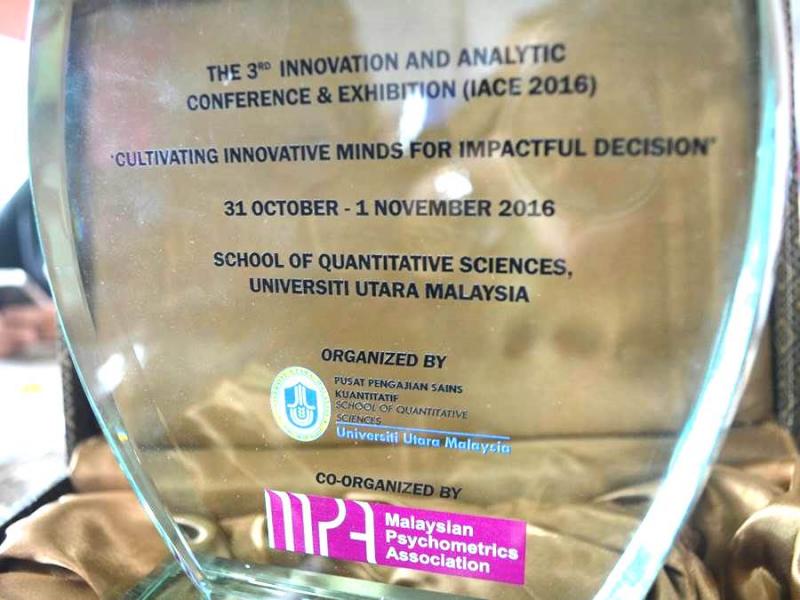 THE 3RD INNOVATION AND ANALYTIC
CONFERENCE & EXHIBITION (IACE 2016)
'CULTIVATING INNOVATIVE MINDS FOR IMPACTFUL DECISION'
31 OCTOBER - 1 NOVEMBER 2016
SCHOOL OF QUANTITATIVE SCIENCES,
UNIVERSITI UTARA MALAYSIA
ORGANIZED BY
PUSAT PENGAJIAN SAINS
KUANTITATIF
SCHOOL OF QUANTITATIVE
SCIENCES
Universiti Utara Malaysia
CO-ORGANIZED BY
MPA
Malaysian
Psychometrics
Association